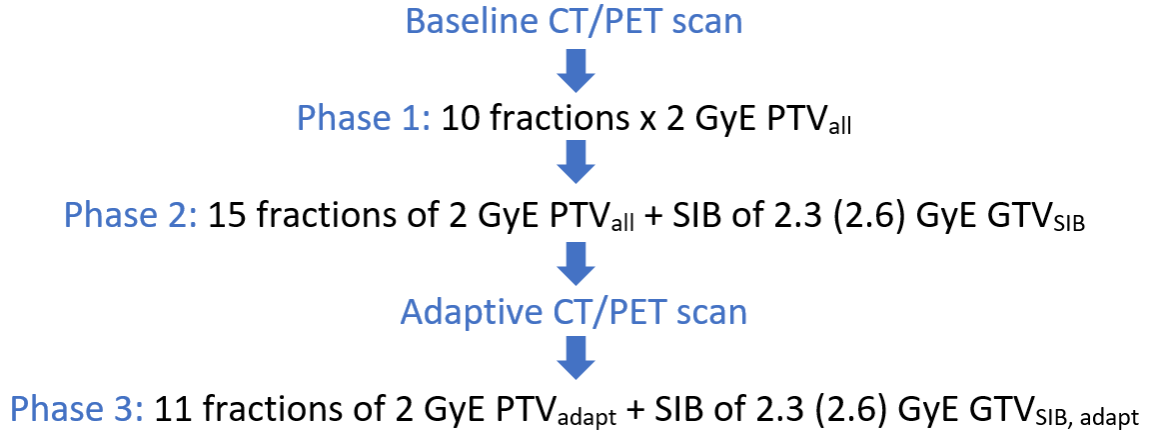 Baseline CT/PET scan
Phase 1: 10 fractions x 2 GyE PTVall
Phase 2: 15 fractions of 2 GyE PTVall + SIB of 2.3 (2.6) GyE GTVSIB
Adaptive CT/PET scan
Phase 3: 11 fractions of 2 GyE PTVadapt + SIB of 2.3 (2.6) GyE GTVSIB, adapt